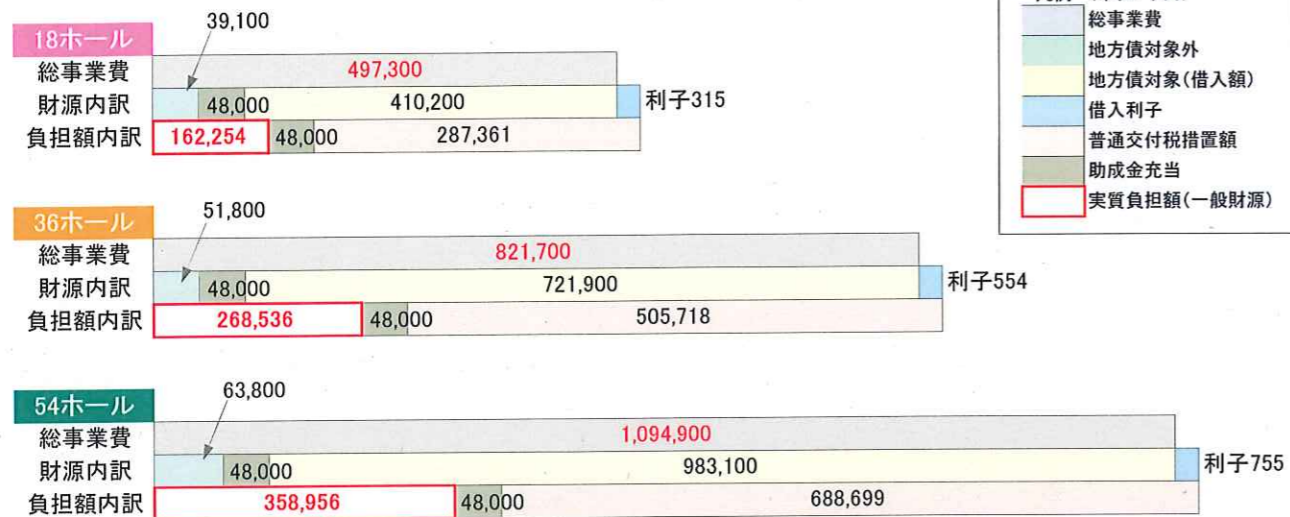 総事業費
地方債対象外
地方債対象(借入額)
借入利子
普通交付税措置額
助成金充当
実質負担額(一般財源)
18ホール
39,100
総事業費 497,300
財源内訳 48,000 410,200 利子315
負担額内訳 162,254 48,000 287,361
36ホール
51,800
総事業費 821,700
財源内訳 48,000 721,900 利子554
負担額内訳 268,536 48,000 505,718
54ホール
63,800
総事業費 1,094,900
財源内訳 48,000 983,100 利子755
負担額内訳 358,956 48,000 688,699